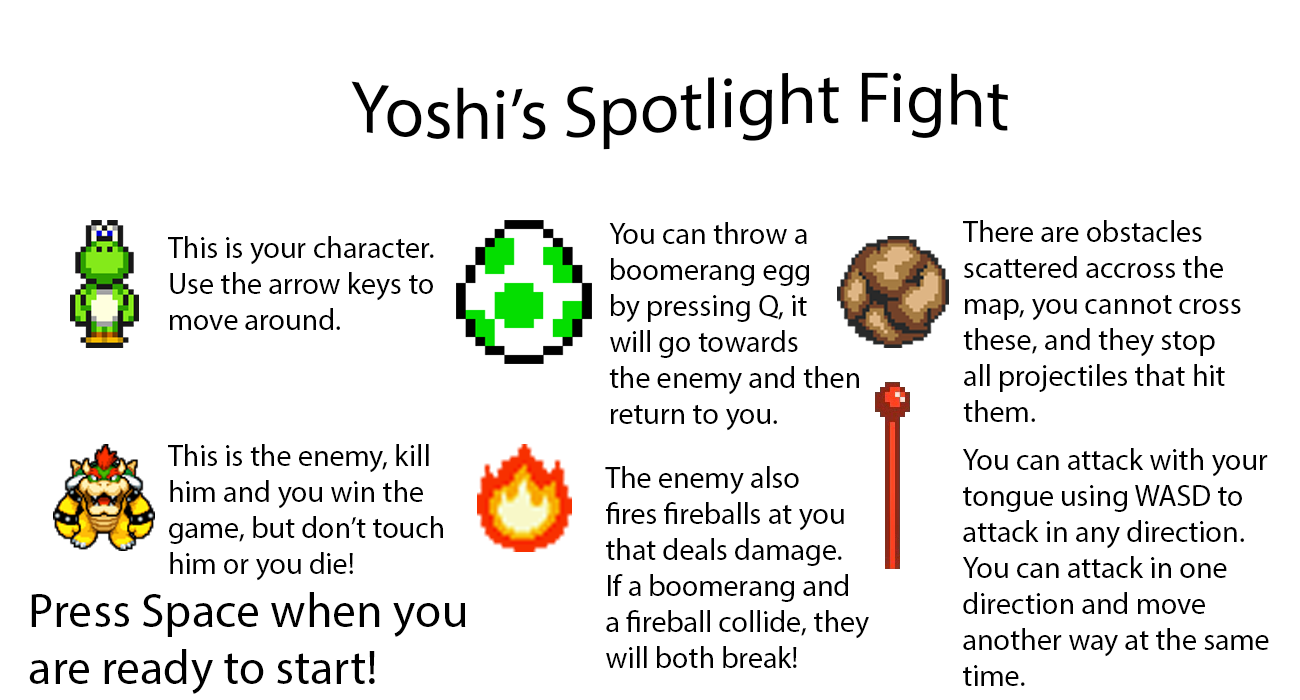 Yoshi's Spotlight Fight
This is your character.
Use the arrow keys to
move around.
You can throw a
boomerang egg
by pressing Q, it
will go towards
the enemy and then
return to you.
There are obstacles
scattered accross the
map, you cannot cross
these, and they stop
all projectiles that hit
them.
This is the enemy, kill
him and you win the
game, but don't touch
him or you die!
The enemy also
fires fireballs at you
that deals damage.
If a boomerang and
a fireball collide, they
will both break!
You can attack with your
tongue using WASD to
attack in any direction.
You can attack in one
direction and move
another way at the same
time.
Press Space when you
are ready to start!